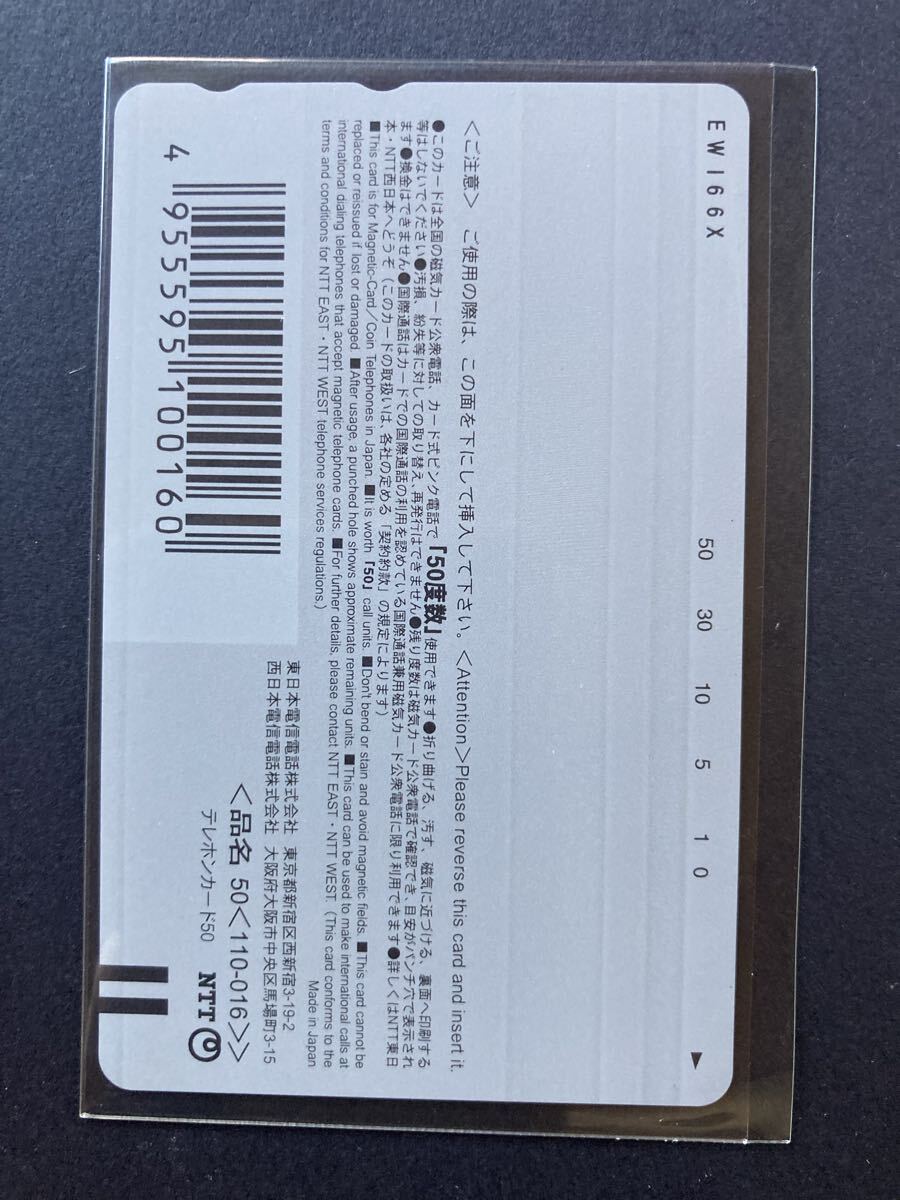 EW166X
50 30 10 5 1 0
<ご注意> ご使用の際は、この面を下にして挿入して下さい。<Attention>Please reverse this card and insert it.
●このカードは全国の磁気カード公衆電話、カード式ピンク電話で「50度数」使用できます●折り曲げる、汚す、磁気に近づける、裏面へ印刷する
等はしないでください●汚損、紛失等に対しての取り替え、再発行はできません●残り度数は磁気カード公衆電話で確認でき、目安がパンチ穴で表示され
ます●換金はできません●国際通話はカードでの国際通話の利用を認めている国際通話兼用磁気カード公衆電話に限り利用できます●詳しくはNTT東日
本・NTT西日本へどうぞ(このカードの取扱いは、各社の定める「契約約款」の規定によります)
■This card is for Magnetic-Card/Coin Telephones in Japan. ■It is worth「50」call units. ■Don't bend or stain and avoid magnetic fields. ■This card cannot be
replaced or reissued if lost or damaged. ■After usage, a punched hole shows approximate remaining units. ■This card can be used to make international calls at
international dialing telephones that accept magnetic telephone cards. ■For further details, please contact NTT EAST・NTT WEST. (This card conforms to the
terms and conditions for NTT EAST・NTT WEST telephone services regulations.)
Made in Japan
東日本電信電話株式会社 東京都新宿区西新宿3-19-2
西日本電信電話株式会社 大阪府大阪市中央区馬場町3-15
<品名 50<110-016>>
テレホンカード50 NTT
4 955595 100160